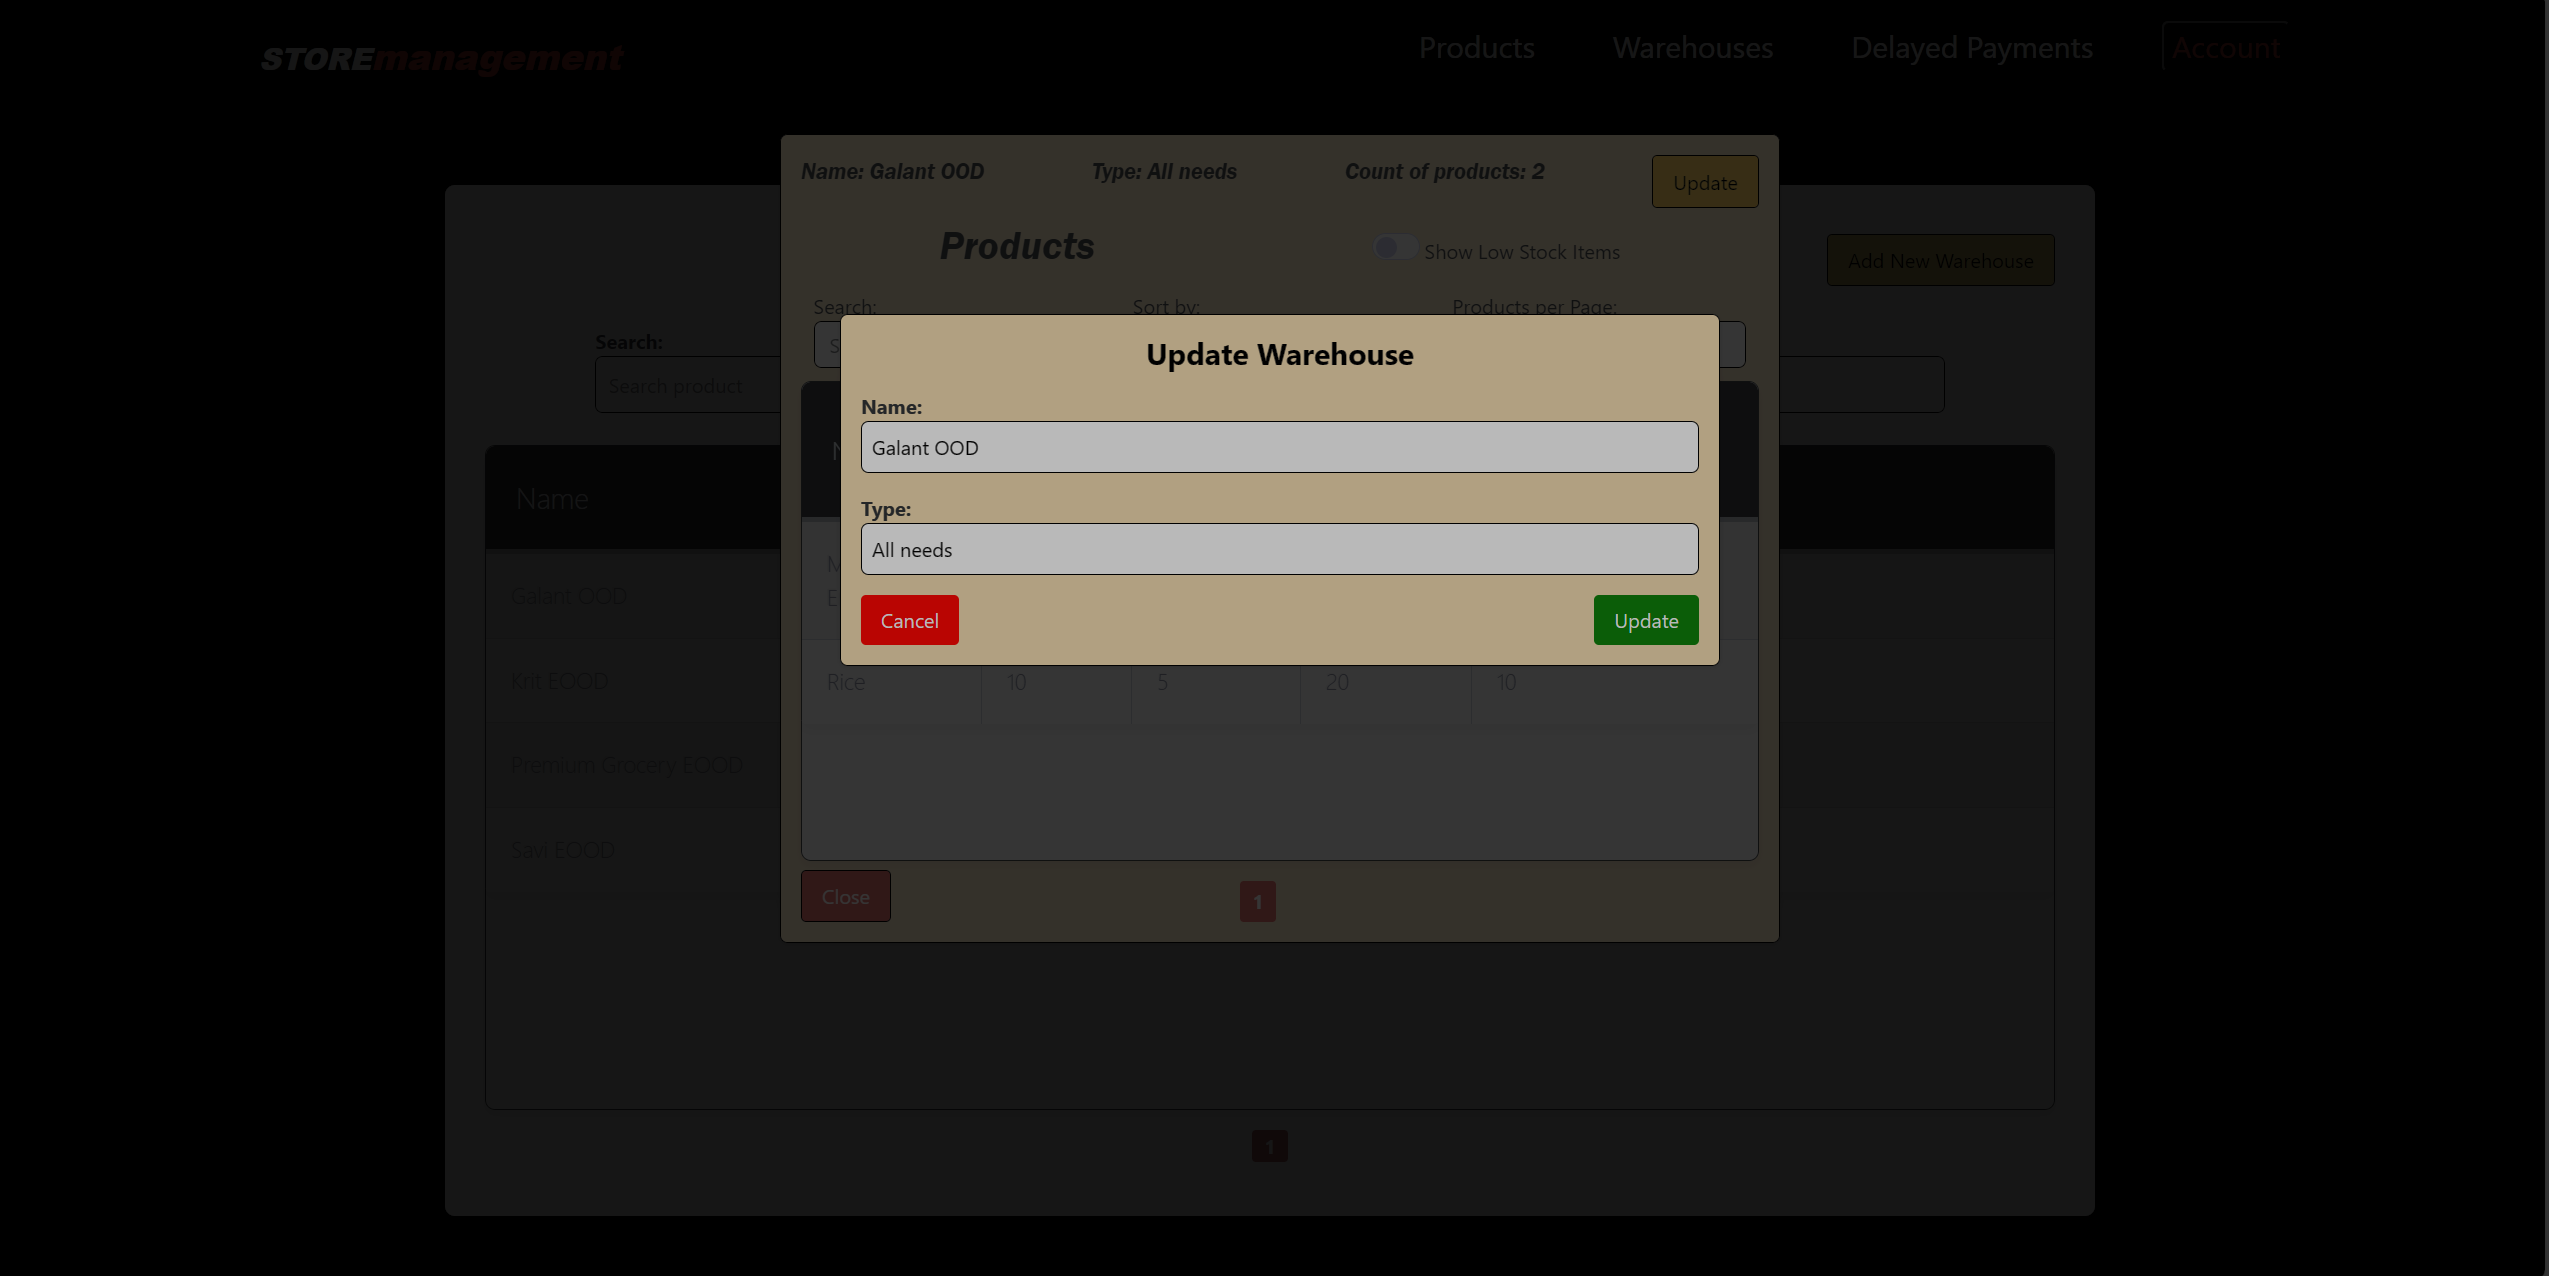 STOREmanagement
Products Warehouses Delayed Payments Account
Name: Galant OOD Type: All needs Count of products: 2 Update
Products Show Low Stock Items
Add New Warehouse
Search: Sort by: Products per Page:
Search:
Search product
Update Warehouse
Name:
Galant OOD
Type:
All needs
Cancel Update
Name
Galant OOD
Krit EOOD
Premium Grocery EOOD
Savi EOOD
Rice 10 5 20 10
Close 1
1